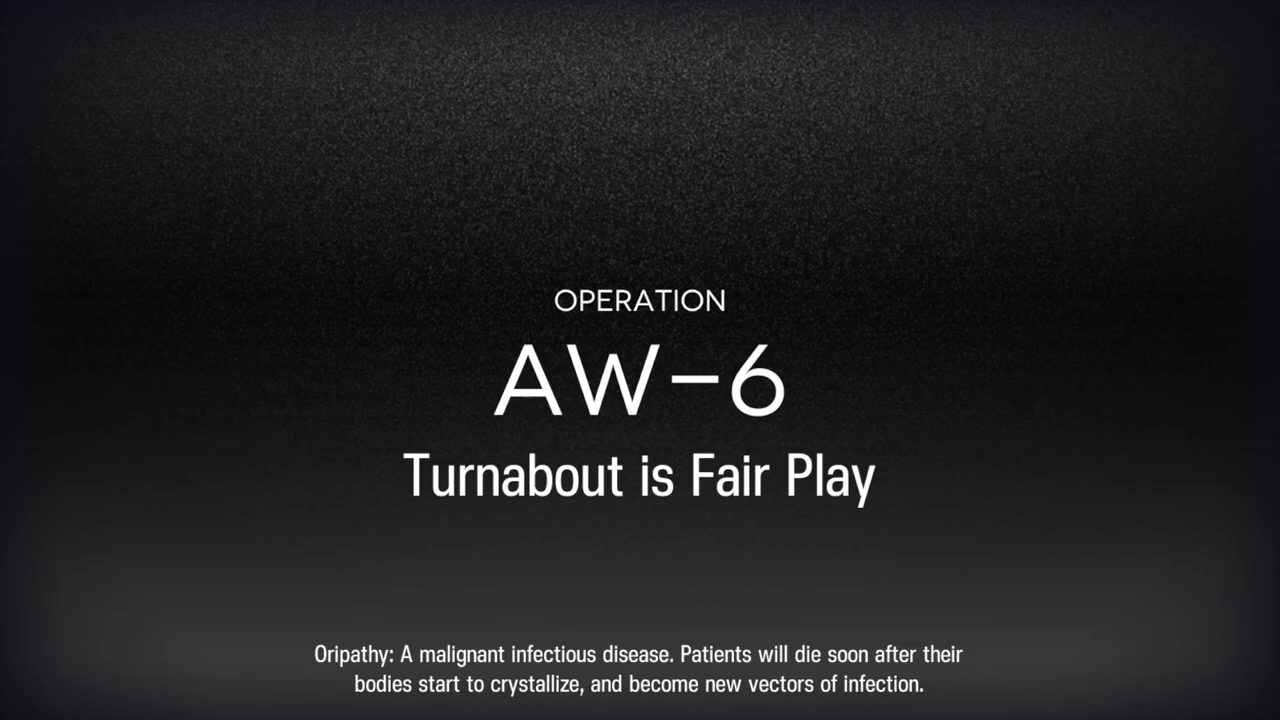 OPERATION
AW-6
Turnabout is Fair Play
Oripathy: A malignant infectious disease. Patients will die soon after their
bodies start to crystallize, and become new vectors of infection.